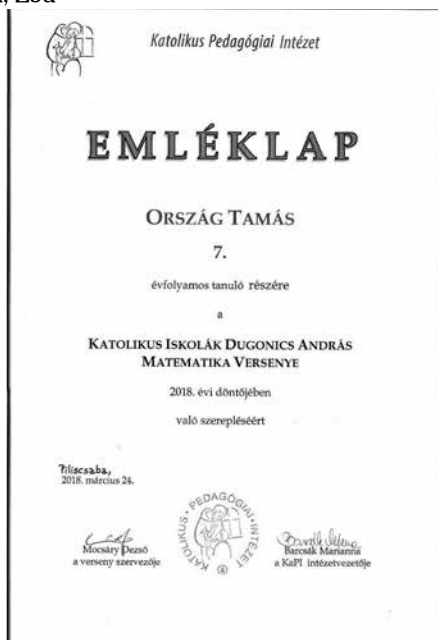 Katolikus Pedagógiai Intézet
EMLÉKLAP
ORSZÁG TAMÁS
7.
évfolyamos tanuló részére
a
KATOLIKUS ISKOLÁK DUGONICS ANDRÁS
MATEMATIKA VERSENYE
2018. évi döntőjében
való szerepléséért
Piliscsaba,
2018. március 24.
KATOLIKUS • PEDAGÓGIAI • INTÉZET
Mocsáry Dezső
a verseny szervezője
Barcsák Marianna
a KaPI intézetvezetője